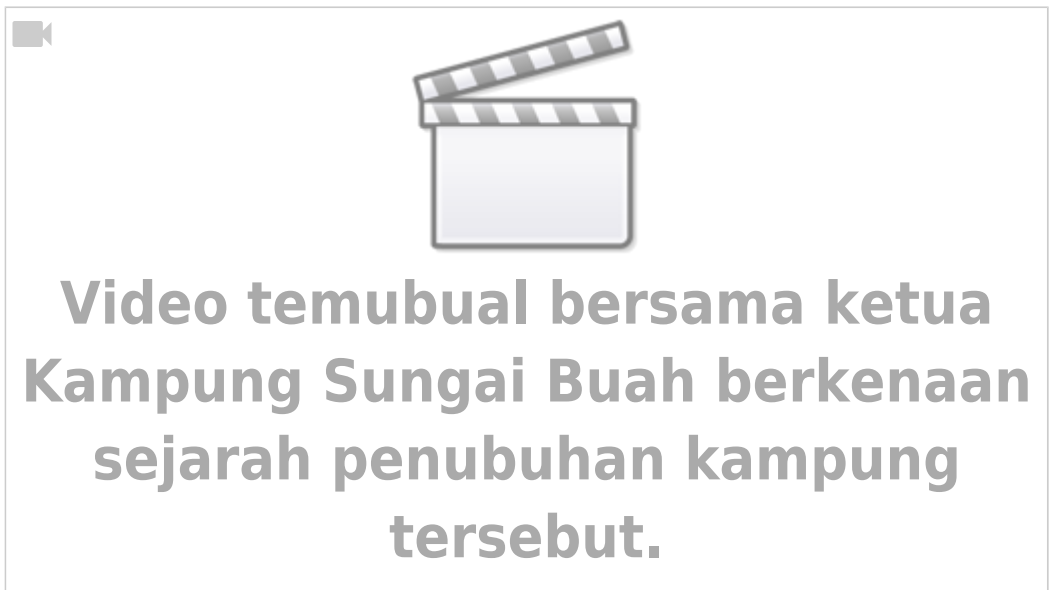 Video temubual bersama ketua
Kampung Sungai Buah berkenaan
sejarah penubuhan kampung
tersebut.